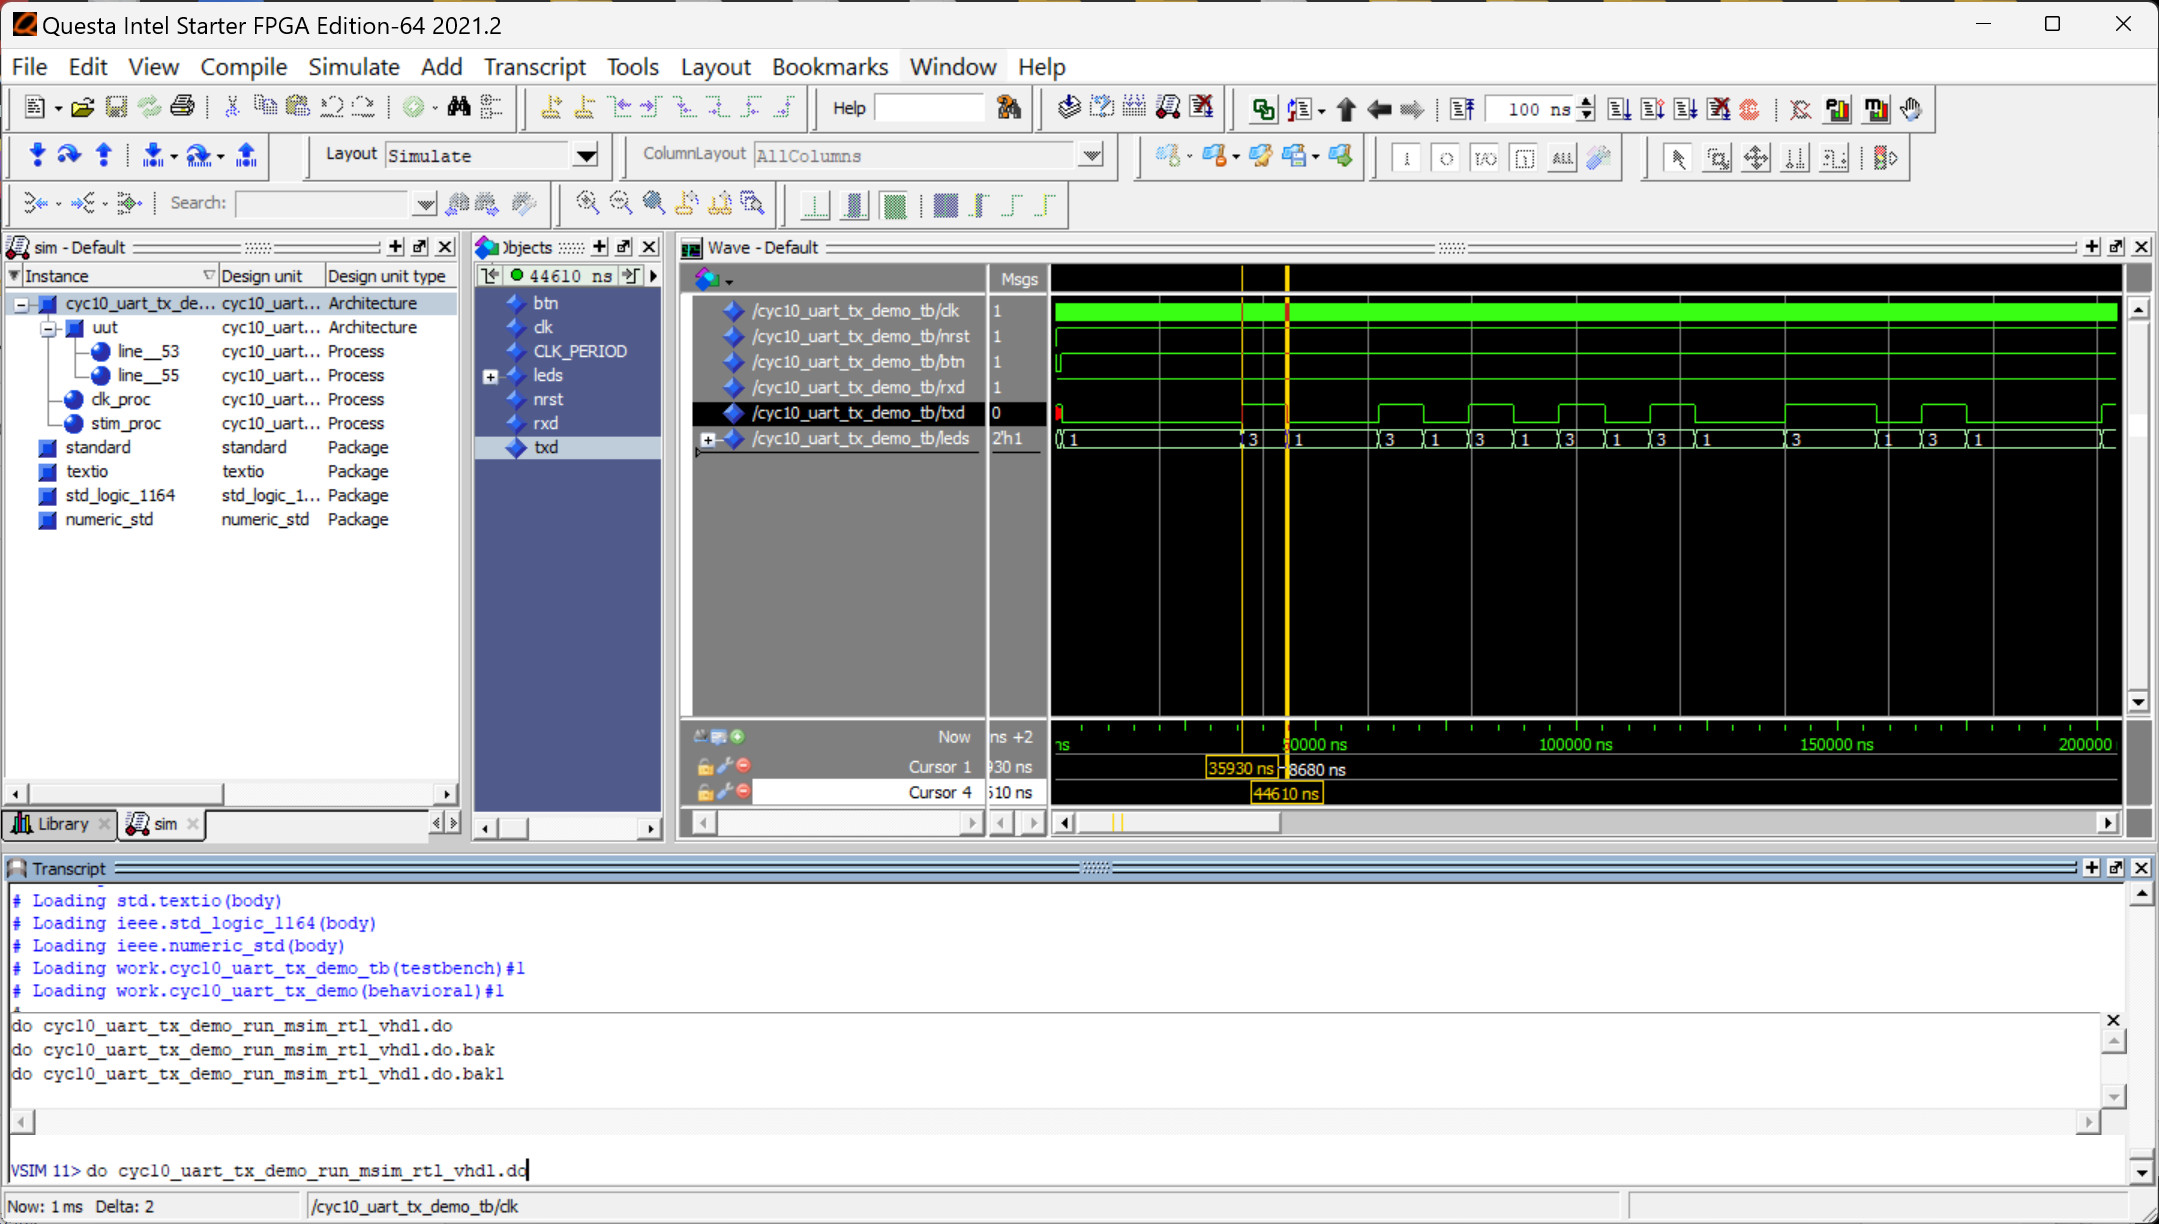 Questa Intel Starter FPGA Edition-64 2021.2
File Edit View Compile Simulate Add Transcript Tools Layout Bookmarks Window Help
Help
100 ns
Layout Simulate
ColumnLayout AllColumns
Search:
sim - Default
Instance Design unit Design unit type
cyc10_uart_tx_de... cyc10_uart... Architecture
uut cyc10_uart... Architecture
line__53 cyc10_uart... Process
line__55 cyc10_uart... Process
clk_proc cyc10_uart... Process
stim_proc cyc10_uart... Process
standard standard Package
textio textio Package
std_logic_1164 std_logic_1... Package
numeric_std numeric_std Package
Library sim
Objects
44610 ns
btn
clk
CLK_PERIOD
leds
nrst
rxd
txd
Wave - Default
Msgs
/cyc10_uart_tx_demo_tb/clk 1
/cyc10_uart_tx_demo_tb/nrst 1
/cyc10_uart_tx_demo_tb/btn 1
/cyc10_uart_tx_demo_tb/rxd 1
/cyc10_uart_tx_demo_tb/txd 0
/cyc10_uart_tx_demo_tb/leds 2'h1 1 3 1 3 1 3 1 3 1 3 1 3 1 3 1
Now ns +2 ns 50000 ns 100000 ns 150000 ns 200000
Cursor 1 930 ns 35930 ns 8680 ns
Cursor 4 510 ns 44610 ns
Transcript
# Loading std.textio(body)
# Loading ieee.std_logic_1164(body)
# Loading ieee.numeric_std(body)
# Loading work.cyc10_uart_tx_demo_tb(testbench)#1
# Loading work.cyc10_uart_tx_demo(behavioral)#1
do cyc10_uart_tx_demo_run_msim_rtl_vhdl.do
do cyc10_uart_tx_demo_run_msim_rtl_vhdl.do.bak
do cyc10_uart_tx_demo_run_msim_rtl_vhdl.do.bak1
VSIM 11> do cyc10_uart_tx_demo_run_msim_rtl_vhdl.do
Now: 1 ms Delta: 2 /cyc10_uart_tx_demo_tb/clk